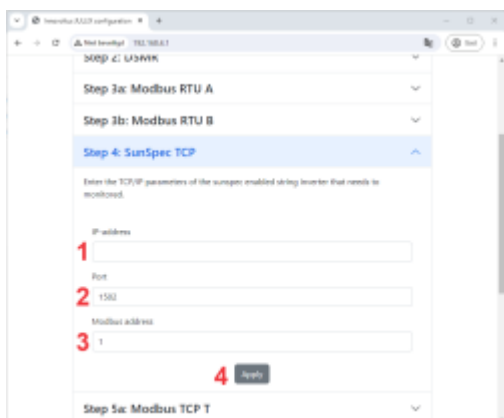 configuration
Step 2: DSMR
Step 3a: Modbus RTU A
Step 3b: Modbus RTU B
Step 4: SunSpec TCP
Enter the TCP/IP parameters of the sunspec enabled string inverter that needs to
monitored.
IP-address
1
Port
2
Modbus address
3 1
4 Apply
Step 5a: Modbus TCP T